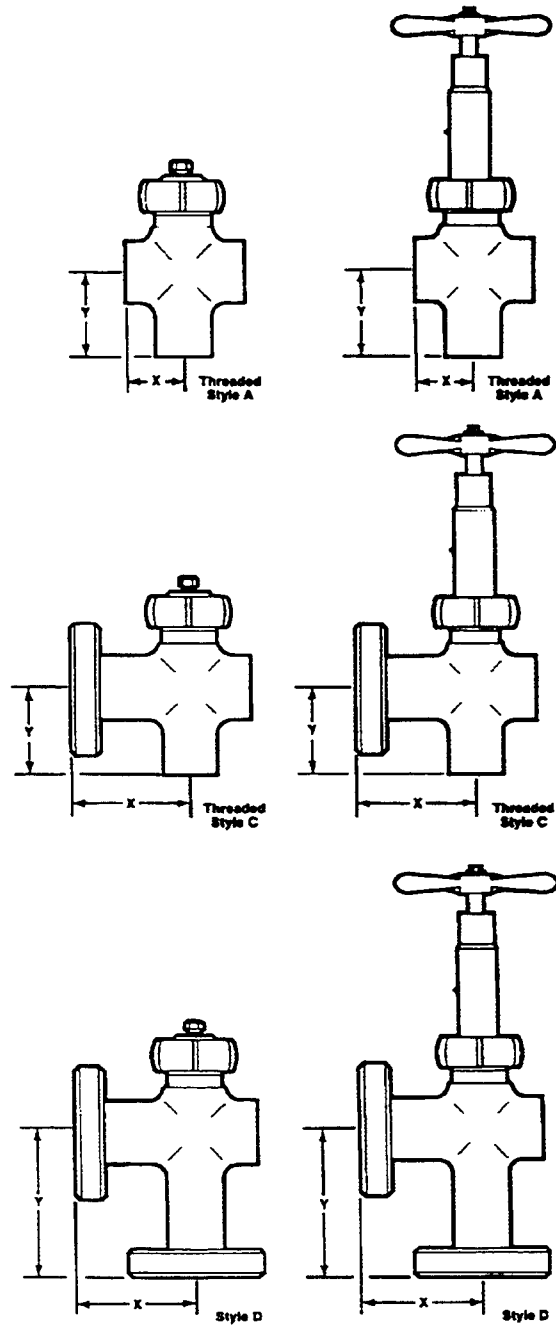 Y Y
X Threaded X Threaded
Style A Style A
Y Y
X Threaded X Threaded
Style C Style C
Y Y
X X
Style D Style D